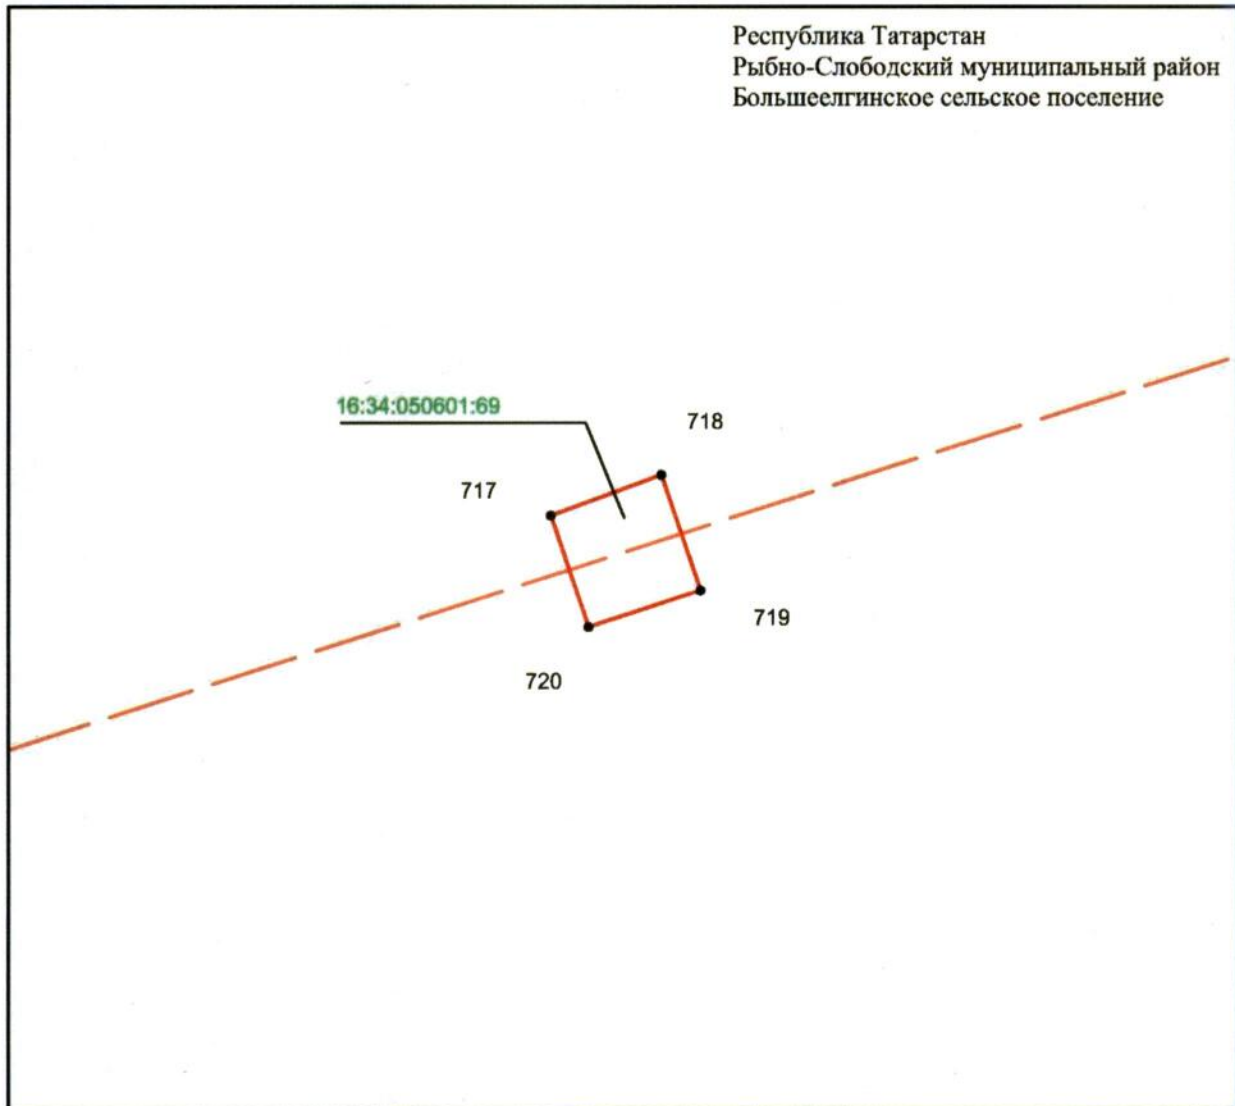 Республика Татарстан
Рыбно-Слободский муниципальный район
Большеелгинское сельское поселение
16:34:050601:69
718
717
719
720